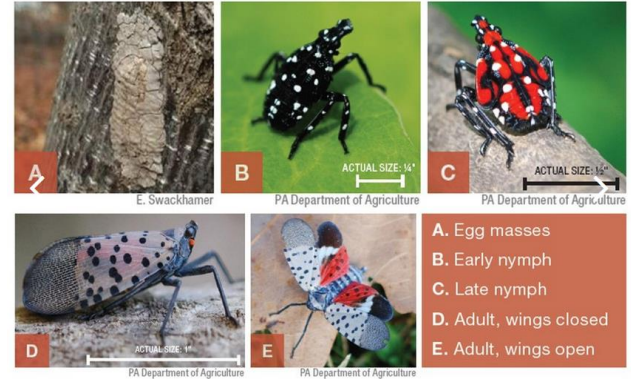 A
E. Swackhamer
B
ACTUAL SIZE: ¼"
PA Department of Agriculture
C
ACTUAL SIZE: ½"
PA Department of Agriculture
D
ACTUAL SIZE: 1"
PA Department of Agriculture
E
PA Department of Agriculture
A. Egg masses
B. Early nymph
C. Late nymph
D. Adult, wings closed
E. Adult, wings open